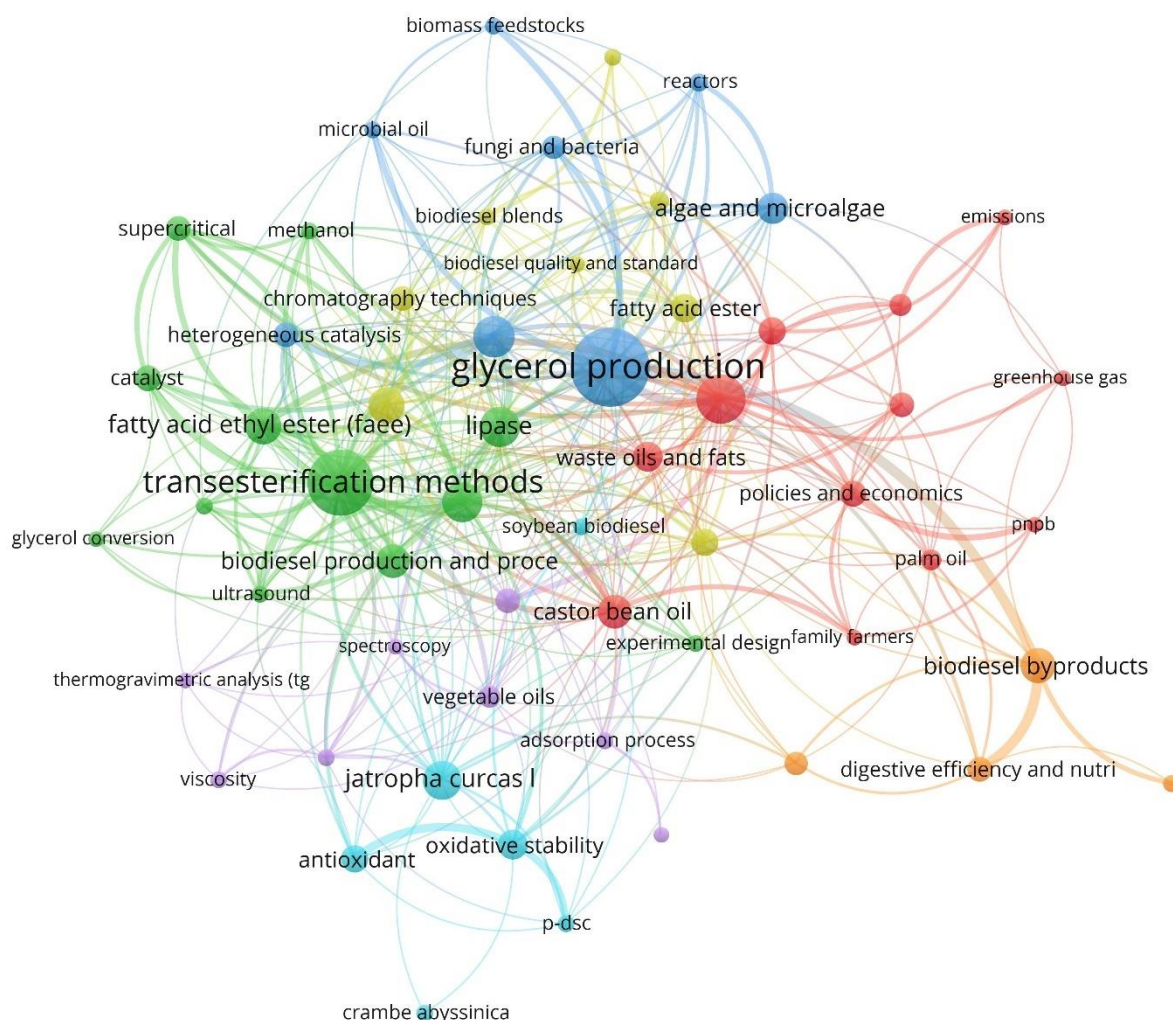 biomass feedstocks
reactors
microbial oil
fungi and bacteria
algae and microalgae
biodiesel blends
emissions
supercritical
methanol
biodiesel quality and standard
chromatography techniques
fatty acid ester
heterogeneous catalysis
glycerol production
catalyst
greenhouse gas
fatty acid ethyl ester (faee)
lipase
waste oils and fats
transesterification methods
policies and economics
soybean biodiesel
pnpb
glycerol conversion
biodiesel production and proce
palm oil
ultrasound
castor bean oil
experimental design
family farmers
spectroscopy
biodiesel byproducts
thermogravimetric analysis (tg
vegetable oils
adsorption process
viscosity
jatropha curcas l
digestive efficiency and nutri
antioxidant
oxidative stability
p-dsc
crambe abyssinica